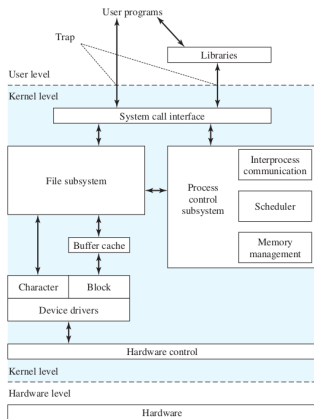 User programs
Trap
Libraries
User level
Kernel level
System call interface
File subsystem
Process
control
subsystem
Interprocess
communication
Scheduler
Memory
management
Buffer cache
Character
Block
Device drivers
Hardware control
Kernel level
Hardware level
Hardware